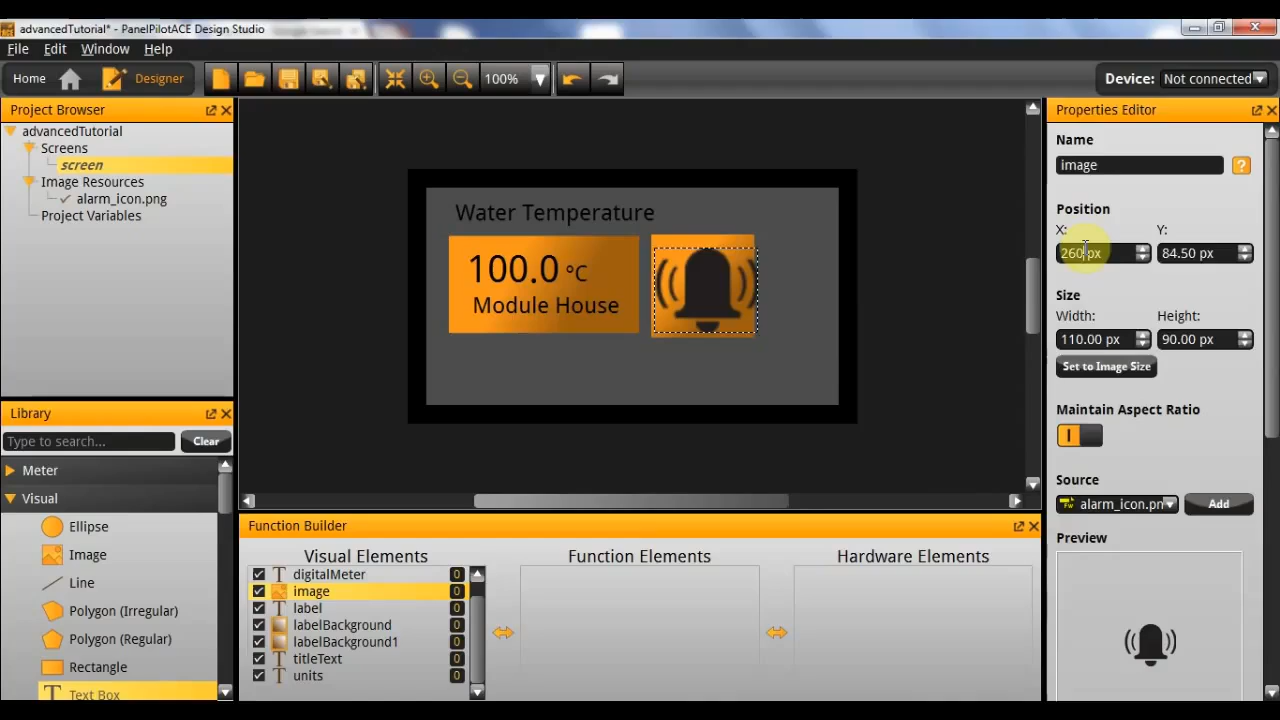 advancedTutorial* - PanelPilotACE Design Studio
File Edit Window Help
Home Designer 100% Device: Not connected
Project Browser
advancedTutorial
Screens
screen
Image Resources
alarm_icon.png
Project Variables
Library
Type to search... Clear
Meter
Visual
Ellipse
Image
Line
Polygon (Irregular)
Polygon (Regular)
Rectangle
Text Box
Water Temperature
100.0 °C
Module House
Function Builder
Visual Elements Function Elements Hardware Elements
digitalMeter 0
image 0
label 0
labelBackground 0
labelBackground1 0
titleText 0
units 0
Properties Editor
Name
image ?
Position
X: Y:
260 px 84.50 px
Size
Width: Height:
110.00 px 90.00 px
Set to Image Size
Maintain Aspect Ratio
Source
alarm_icon.pn Add
Preview